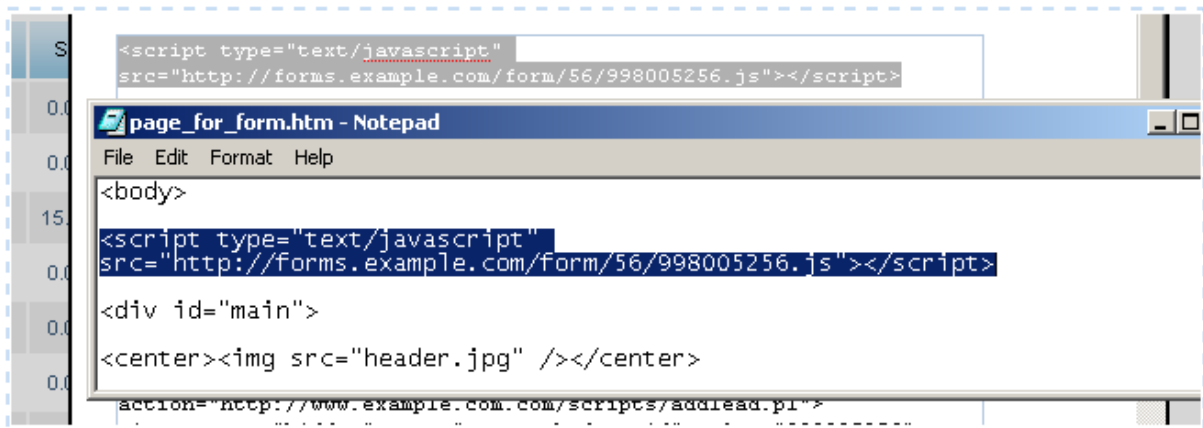 S
<script type="text/javascript"
src="http://forms.example.com/form/56/998005256.js"></script>
page_for_form.htm - Notepad
File Edit Format Help
<body>
<script type="text/javascript"
src="http://forms.example.com/form/56/998005256.js"></script>
<div id="main">
<center><img src="header.jpg" /></center>
15.
action="http://www.example.com.com/scripts/addlead.pl">